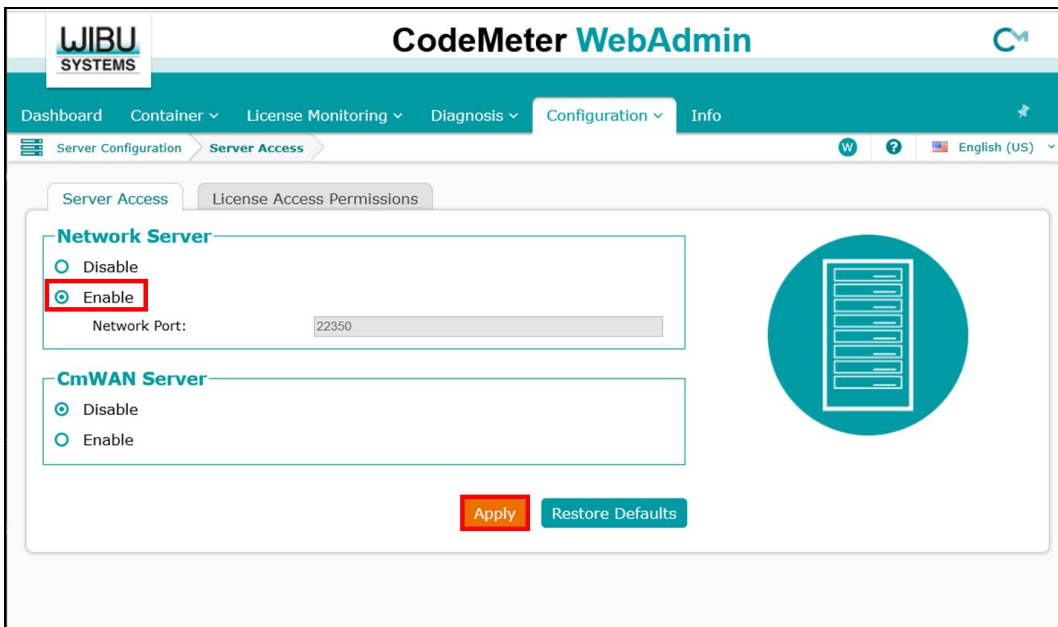 WIBU
SYSTEMS
CodeMeter WebAdmin
CM
Dashboard Container License Monitoring Diagnosis Configuration Info
Server Configuration Server Access W ? English (US)
Server Access License Access Permissions
Network Server
Disable
Enable
Network Port: 22350
CmWAN Server
Disable
Enable
Apply Restore Defaults